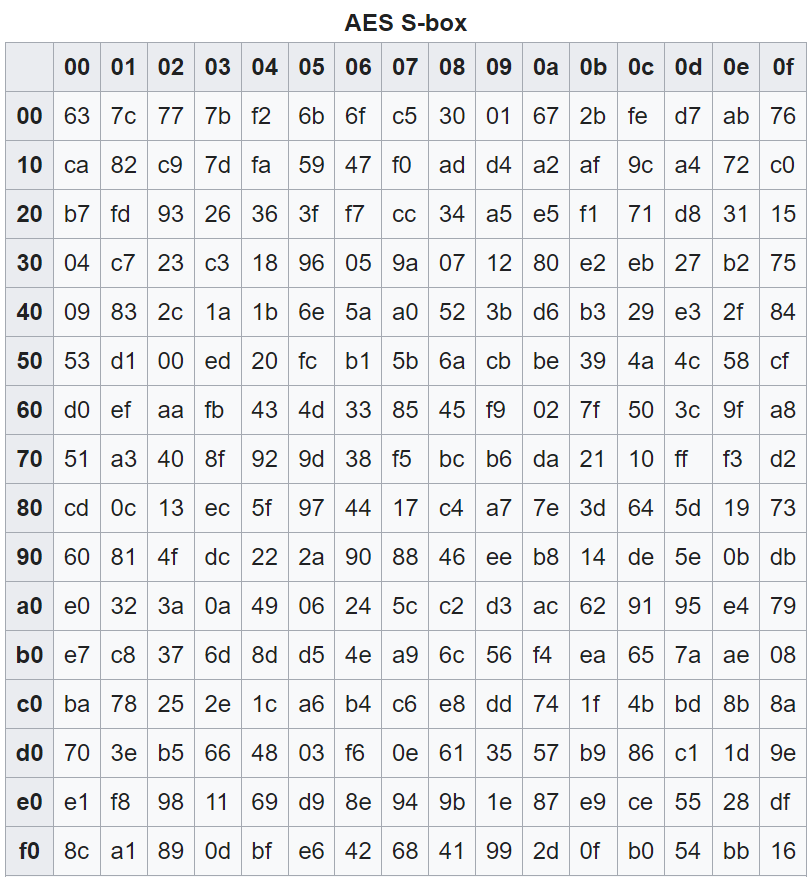 AES S-box
00 01 02 03 04 05 06 07 08 09 0a 0b 0c 0d 0e 0f
00 63 7c 77 7b f2 6b 6f c5 30 01 67 2b fe d7 ab 76
10 ca 82 c9 7d fa 59 47 f0 ad d4 a2 af 9c a4 72 c0
20 b7 fd 93 26 36 3f f7 cc 34 a5 e5 f1 71 d8 31 15
30 04 c7 23 c3 18 96 05 9a 07 12 80 e2 eb 27 b2 75
40 09 83 2c 1a 1b 6e 5a a0 52 3b d6 b3 29 e3 2f 84
50 53 d1 00 ed 20 fc b1 5b 6a cb be 39 4a 4c 58 cf
60 d0 ef aa fb 43 4d 33 85 45 f9 02 7f 50 3c 9f a8
70 51 a3 40 8f 92 9d 38 f5 bc b6 da 21 10 ff f3 d2
80 cd 0c 13 ec 5f 97 44 17 c4 a7 7e 3d 64 5d 19 73
90 60 81 4f dc 22 2a 90 88 46 ee b8 14 de 5e 0b db
a0 e0 32 3a 0a 49 06 24 5c c2 d3 ac 62 91 95 e4 79
b0 e7 c8 37 6d 8d d5 4e a9 6c 56 f4 ea 65 7a ae 08
c0 ba 78 25 2e 1c a6 b4 c6 e8 dd 74 1f 4b bd 8b 8a
d0 70 3e b5 66 48 03 f6 0e 61 35 57 b9 86 c1 1d 9e
e0 e1 f8 98 11 69 d9 8e 94 9b 1e 87 e9 ce 55 28 df
f0 8c a1 89 0d bf e6 42 68 41 99 2d 0f b0 54 bb 16